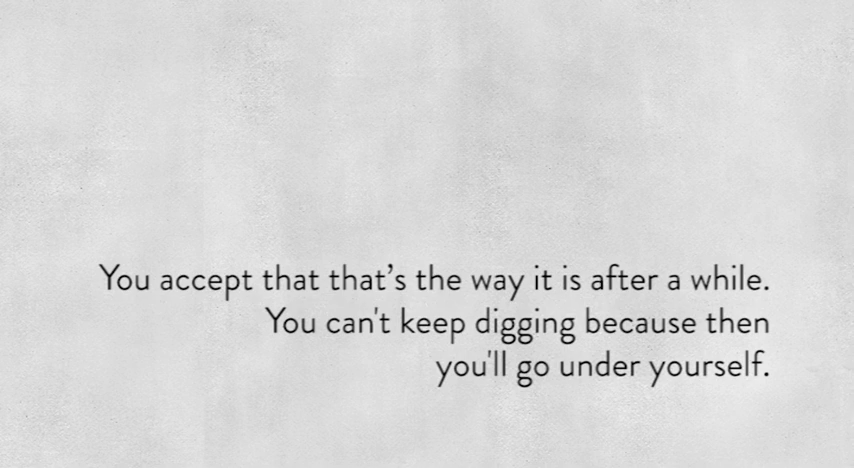 You accept that that’s the way it is after a while.
You can't keep digging because then
you'll go under yourself.